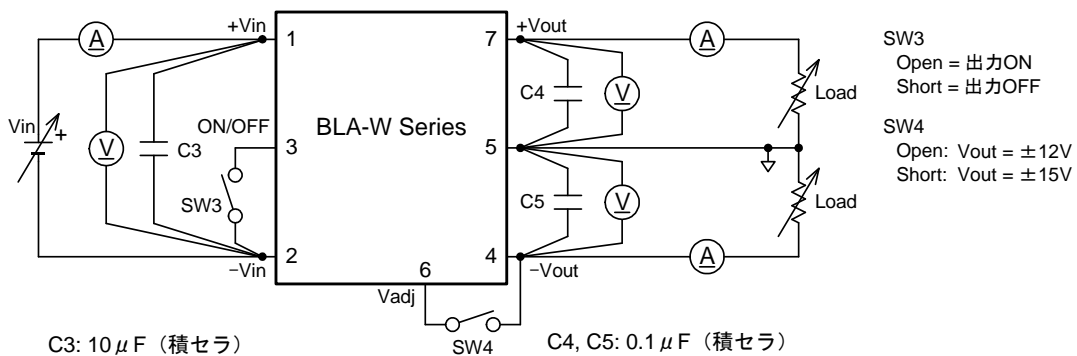 +Vin
A
1
7
+Vout
A
SW3
Open = 出力ON
Short = 出力OFF
Vin
+
V
C3
ON/OFF
3
BLA-W Series
5
C4
V
Load
SW4
Open: Vout = ±12V
Short: Vout = ±15V
SW3
C5
V
Load
−Vin
2
6
4
−Vout
A
Vadj
SW4
C3: 10μF（積セラ）
C4, C5: 0.1μF（積セラ）